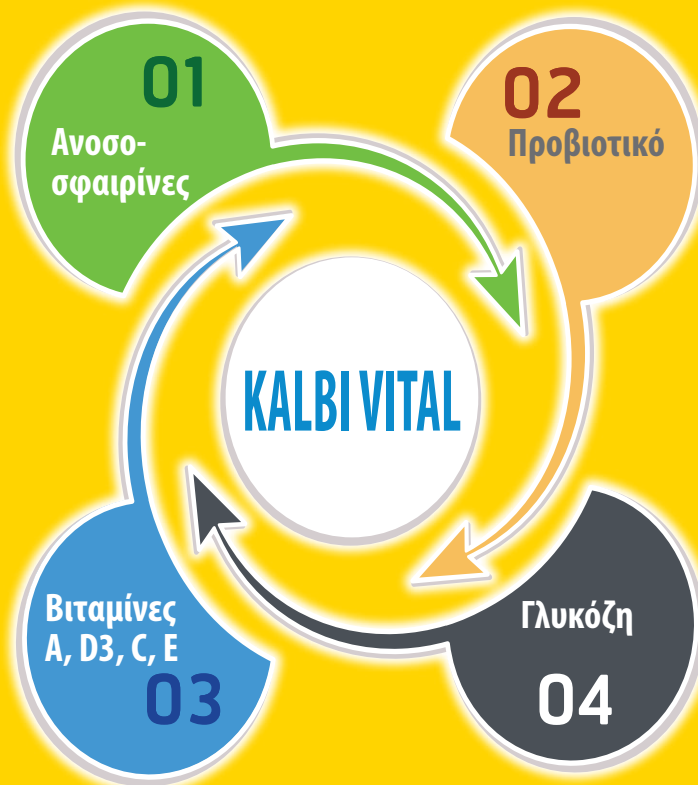 01
Ανοσο-
σφαιρίνες
02
Προβιοτικό
KALBI VITAL
Βιταμίνες
A, D3, C, E
03
Γλυκόζη
04